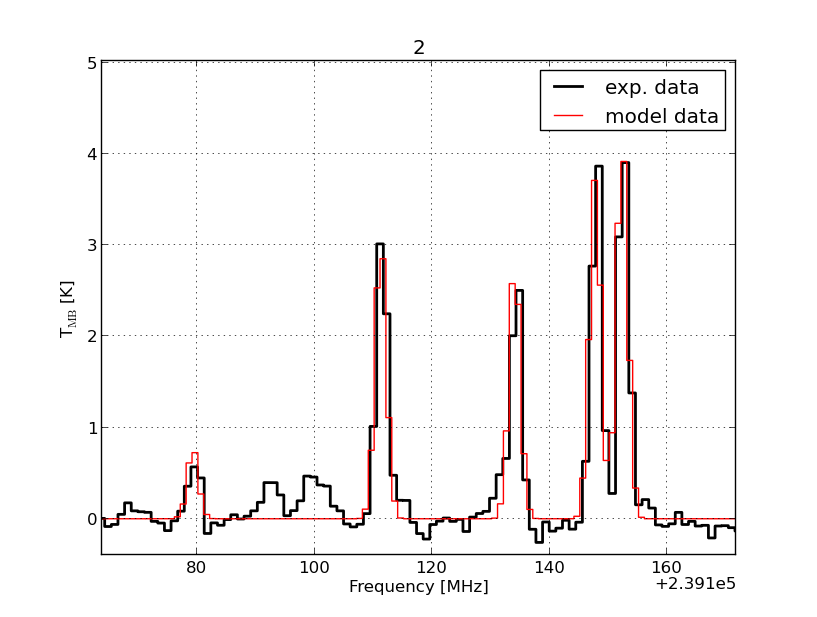 2
exp. data
model data
5
4
3
2
1
0
T_MB [K]
80 100 120 140 160
+2.391e5
Frequency [MHz]